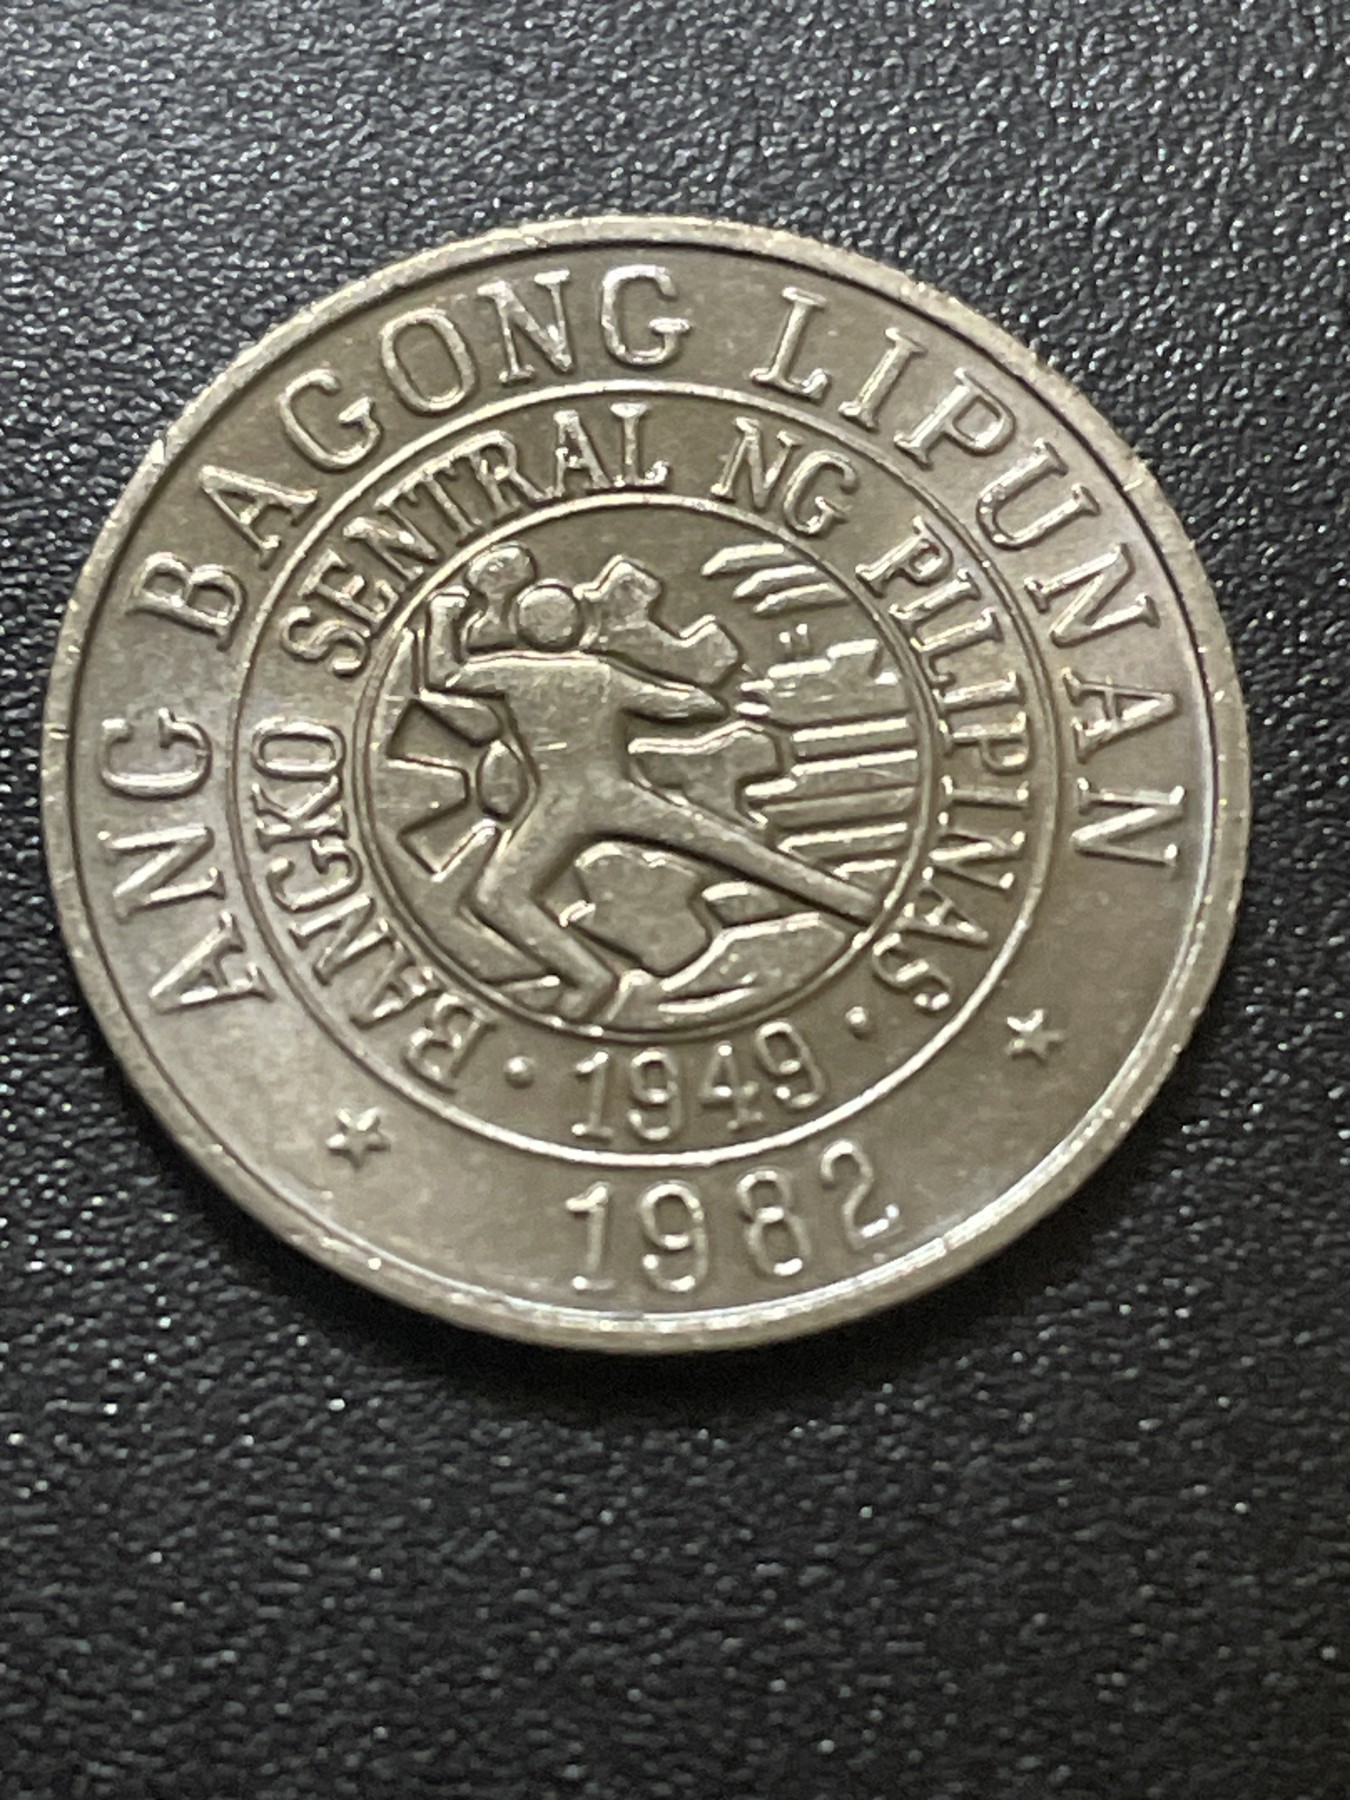 ANG BAGONG LIPUNAN
BANGKO SENTRAL NG PILIPINAS
· 1949 ·
1982